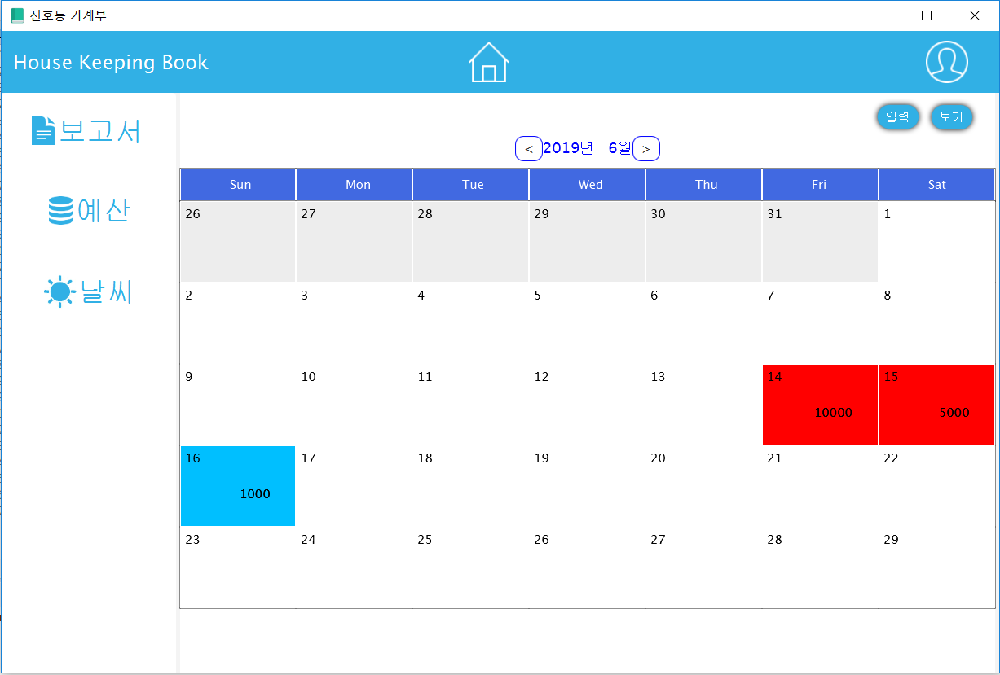 신호등 가계부
House Keeping Book
입력 보기
보고서
< 2019년 6월 >
Sun Mon Tue Wed Thu Fri Sat
예산
26 27 28 29 30 31 1
날씨
2 3 4 5 6 7 8
9 10 11 12 13 14 15
10000 5000
16 17 18 19 20 21 22
1000
23 24 25 26 27 28 29